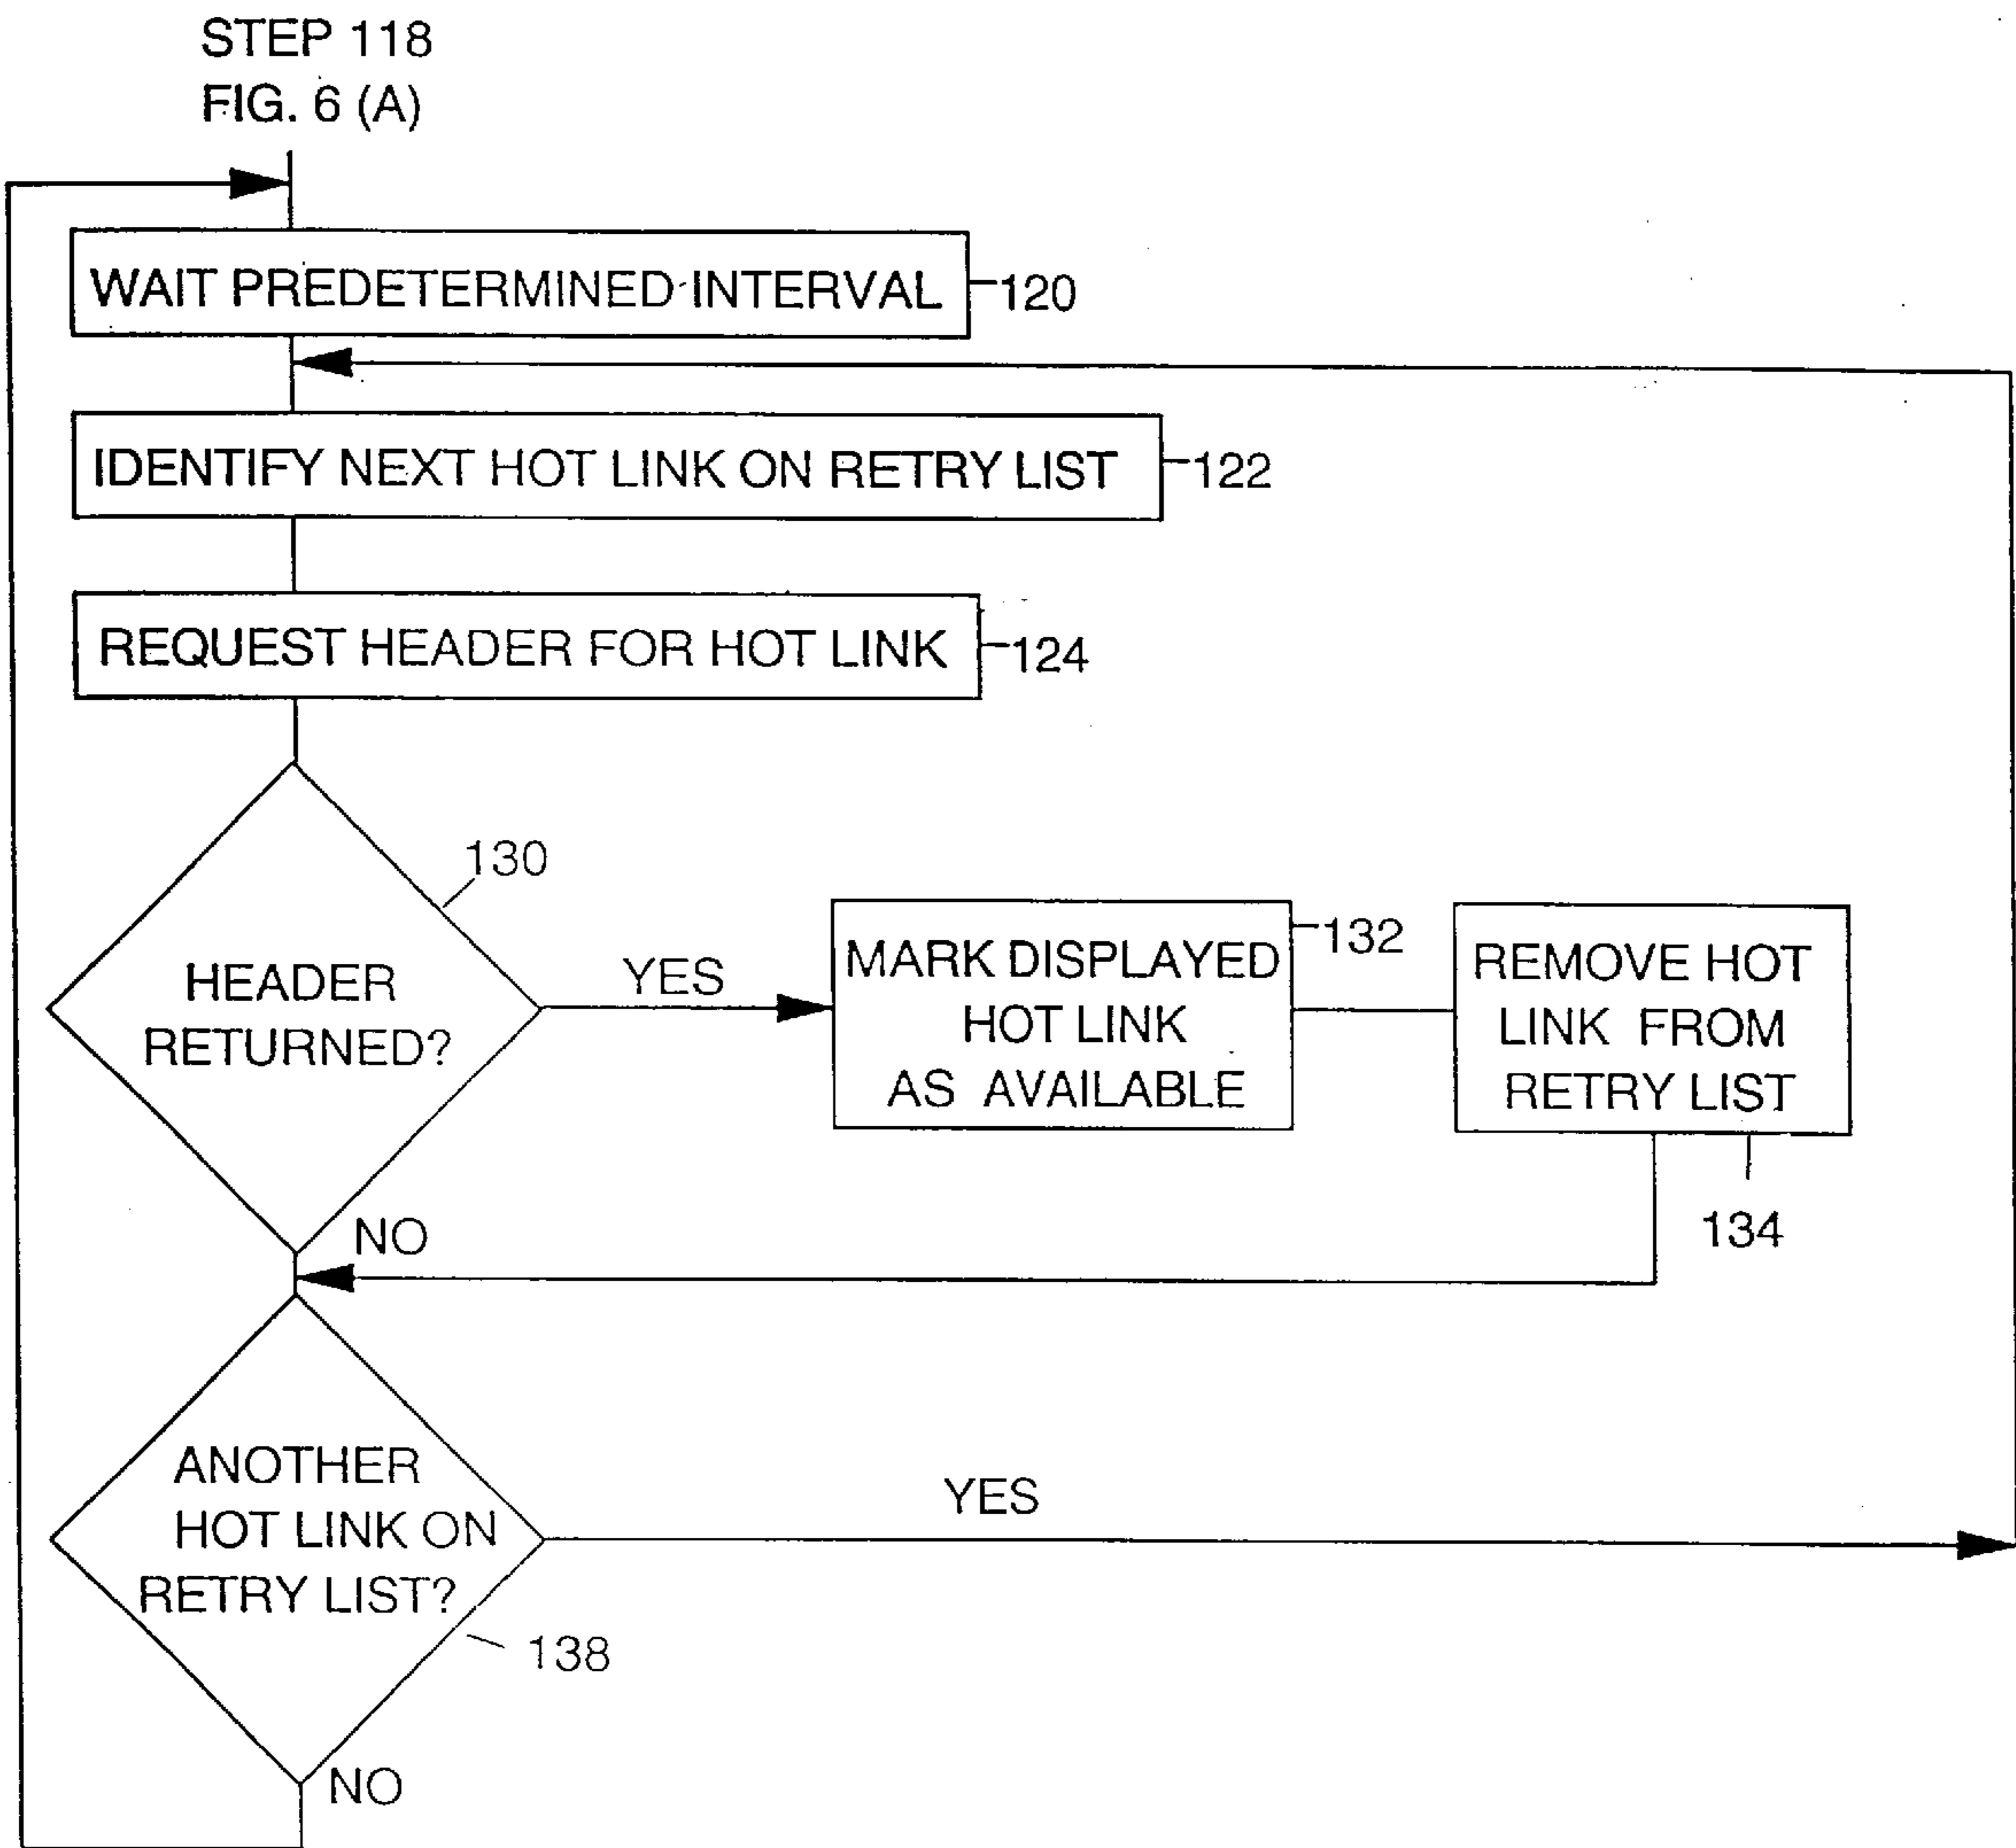 STEP 118
FIG. 6 (A)
WAIT PREDETERMINED INTERVAL
120
IDENTIFY NEXT HOT LINK ON RETRY LIST
122
REQUEST HEADER FOR HOT LINK
124
130
HEADER
RETURNED?
YES
MARK DISPLAYED
HOT LINK
AS AVAILABLE
132
REMOVE HOT
LINK FROM
RETRY LIST
134
NO
ANOTHER
HOT LINK ON
RETRY LIST?
138
YES
NO